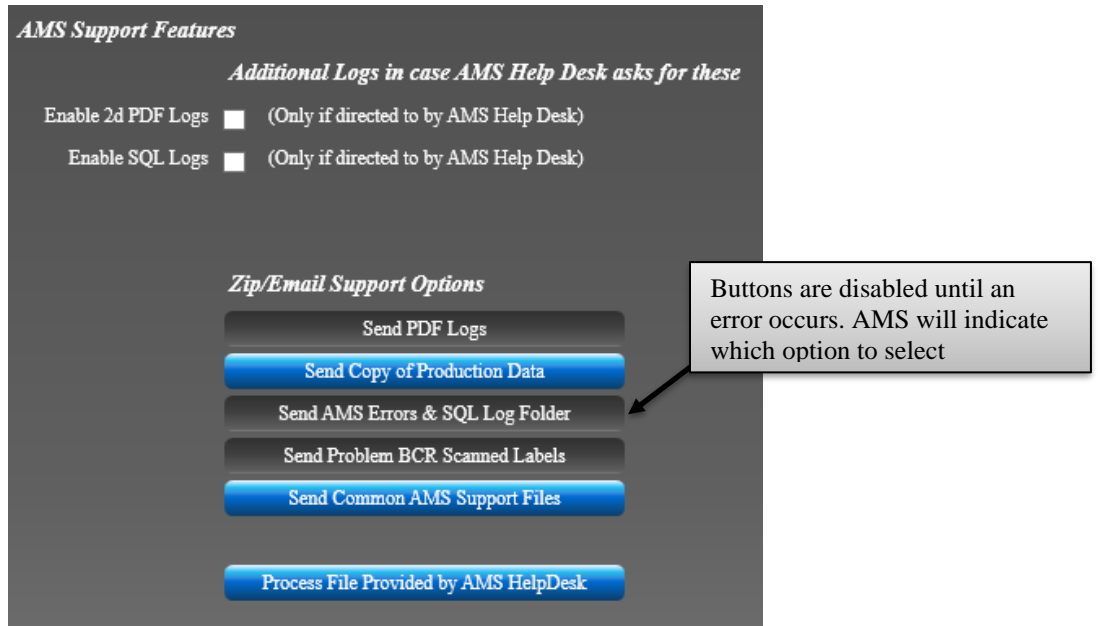 AMS Support Features
Additional Logs in case AMS Help Desk asks for these
Enable 2d PDF Logs (Only if directed to by AMS Help Desk)
Enable SQL Logs (Only if directed to by AMS Help Desk)
Zip/Email Support Options
Buttons are disabled until an
error occurs. AMS will indicate
which option to select
Send PDF Logs
Send Copy of Production Data
Send AMS Errors & SQL Log Folder
Send Problem BCR Scanned Labels
Send Common AMS Support Files
Process File Provided by AMS HelpDesk